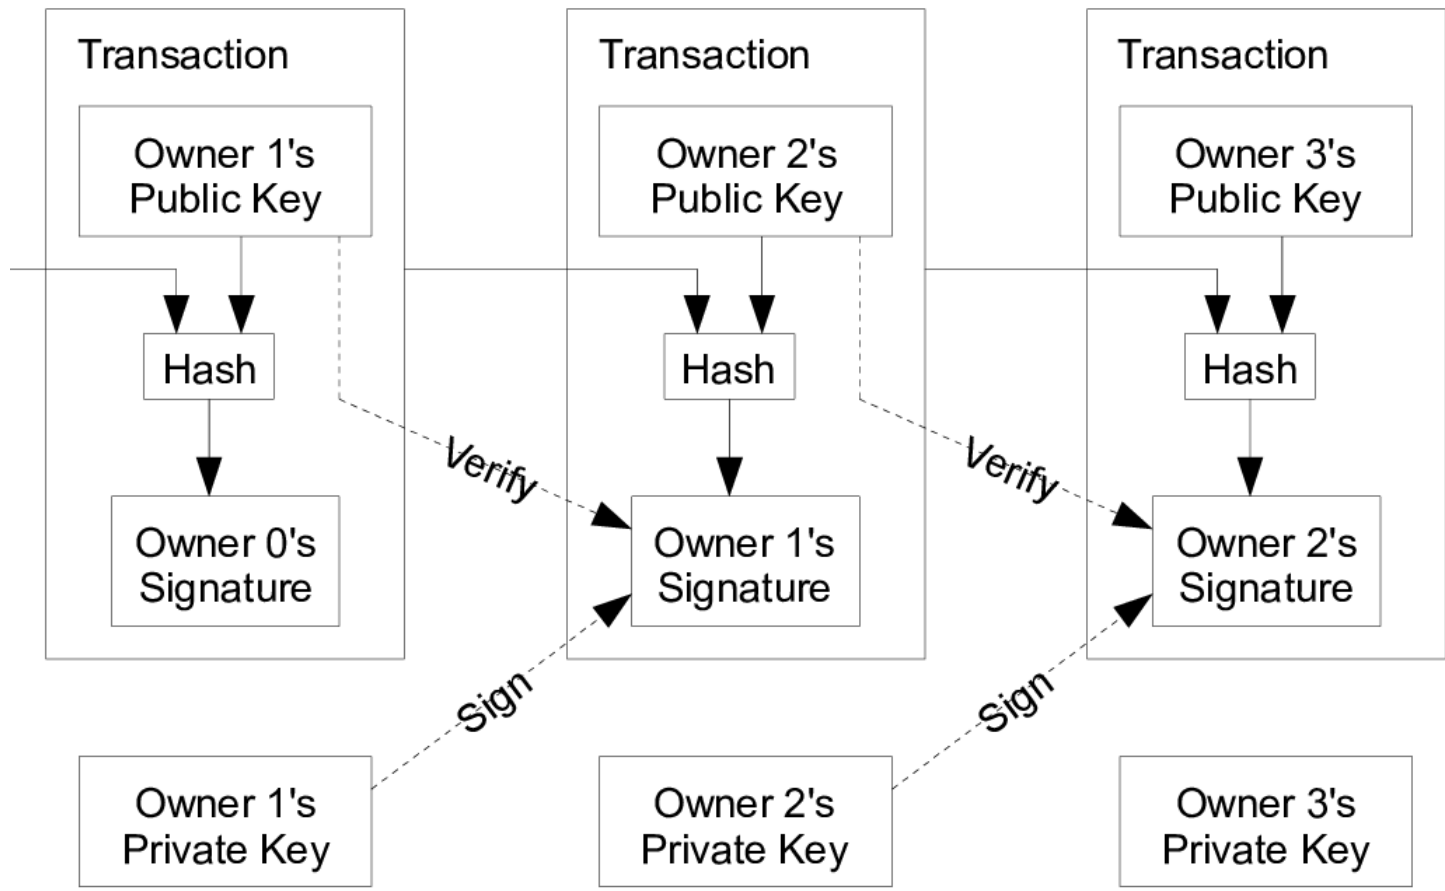 Transaction
Transaction
Transaction
Owner 1's
Public Key
Owner 2's
Public Key
Owner 3's
Public Key
Hash
Hash
Hash
Verify
Verify
Owner 0's
Signature
Owner 1's
Signature
Owner 2's
Signature
Sign
Sign
Owner 1's
Private Key
Owner 2's
Private Key
Owner 3's
Private Key